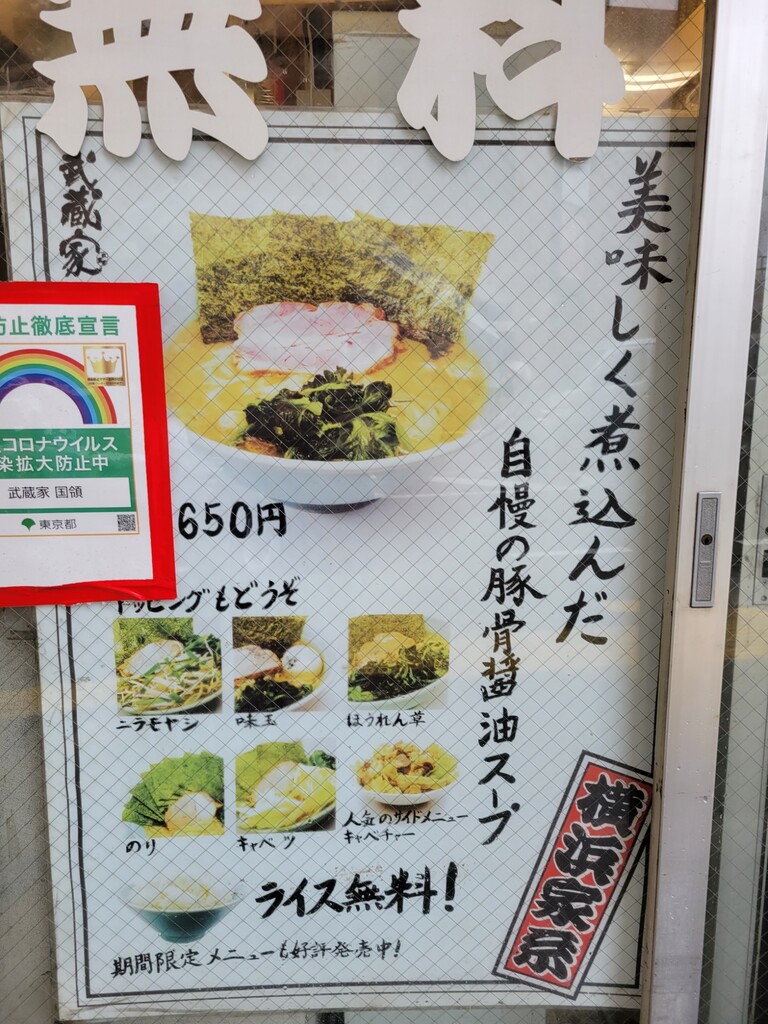 無料
武蔵家
美味しく煮込んだ
自慢の豚骨醤油スープ
防止徹底宣言
コロナウイルス
染拡大防止中
武蔵家 国領
東京都
650円
トッピングもどうぞ
ニラモヤシ
味玉
ほうれん草
のり
キャベツ
人気のサイドメニュー
キャベチャー
ライス無料!
期間限定メニューも好評発売中!
横浜家系